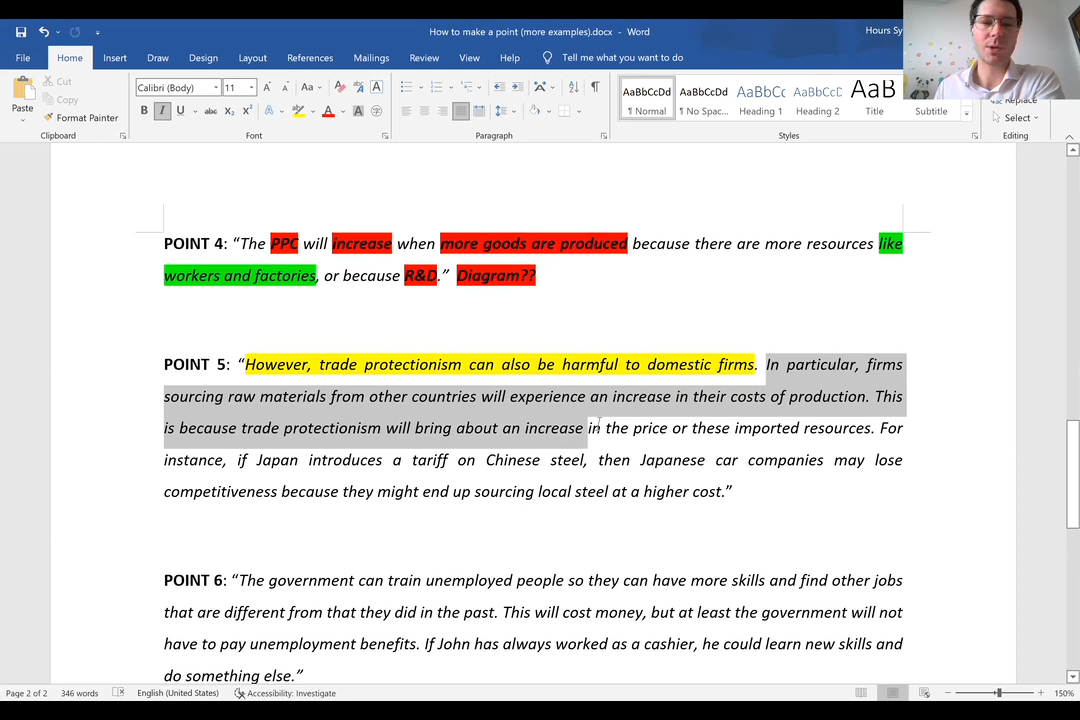 How to make a point (more examples).docx - Word
Hours Sy
File Home Insert Draw Design Layout References Mailings Review View Help Tell me what you want to do
Paste
Cut
Copy
Format Painter
Calibri (Body) 11
Aa
B I U abc X₂ X² A A
AaBbCcDd AaBbCcDd AaBbCc AaBbCcD AaB
¶ Normal ¶ No Spac... Heading 1 Heading 2 Title Subtitle
Replace
Select
Clipboard Font Paragraph Styles Editing
POINT 4: “The PPC will increase when more goods are produced because there are more resources like
workers and factories, or because R&D.” Diagram??
POINT 5: “However, trade protectionism can also be harmful to domestic firms. In particular, firms
sourcing raw materials from other countries will experience an increase in their costs of production. This
is because trade protectionism will bring about an increase in the price or these imported resources. For
instance, if Japan introduces a tariff on Chinese steel, then Japanese car companies may lose
competitiveness because they might end up sourcing local steel at a higher cost.”
POINT 6: “The government can train unemployed people so they can have more skills and find other jobs
that are different from that they did in the past. This will cost money, but at least the government will not
have to pay unemployment benefits. If John has always worked as a cashier, he could learn new skills and
do something else.”
Page 2 of 2 346 words English (United States) Accessibility: Investigate 150%